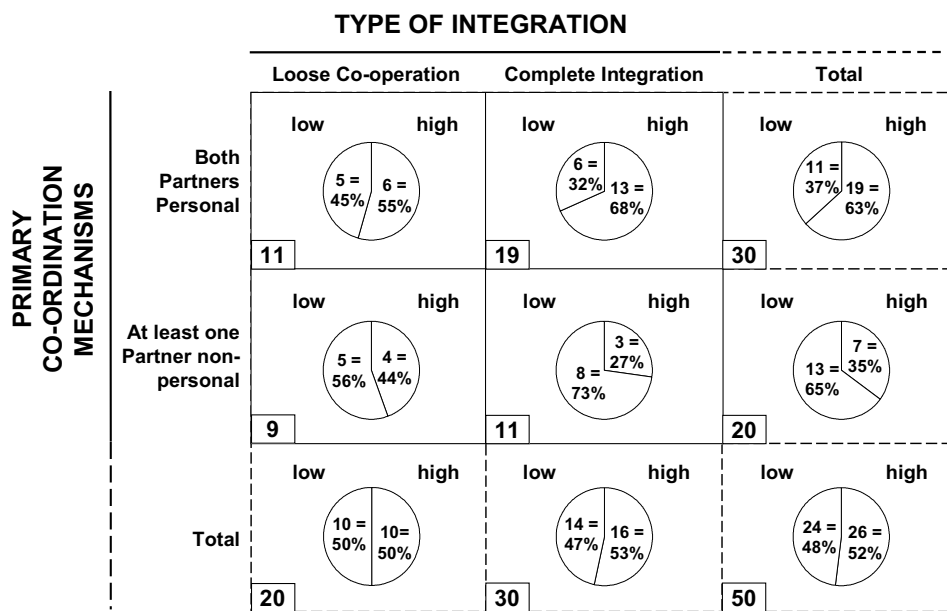 TYPE OF INTEGRATION
Loose Co-operation Complete Integration Total
PRIMARY
CO-ORDINATION
MECHANISMS
Both
Partners
Personal
low high
5 =
45%
6 =
55%
11
low high
6 =
32%
13 =
68%
19
low high
11 =
37%
19 =
63%
30
At least one
Partner non-
personal
low high
5 =
56%
4 =
44%
9
low high
8 =
73%
3 =
27%
11
low high
13 =
65%
7 =
35%
20
Total
low high
10 =
50%
10=
50%
20
low high
14 =
47%
16 =
53%
30
low high
24 =
48%
26 =
52%
50